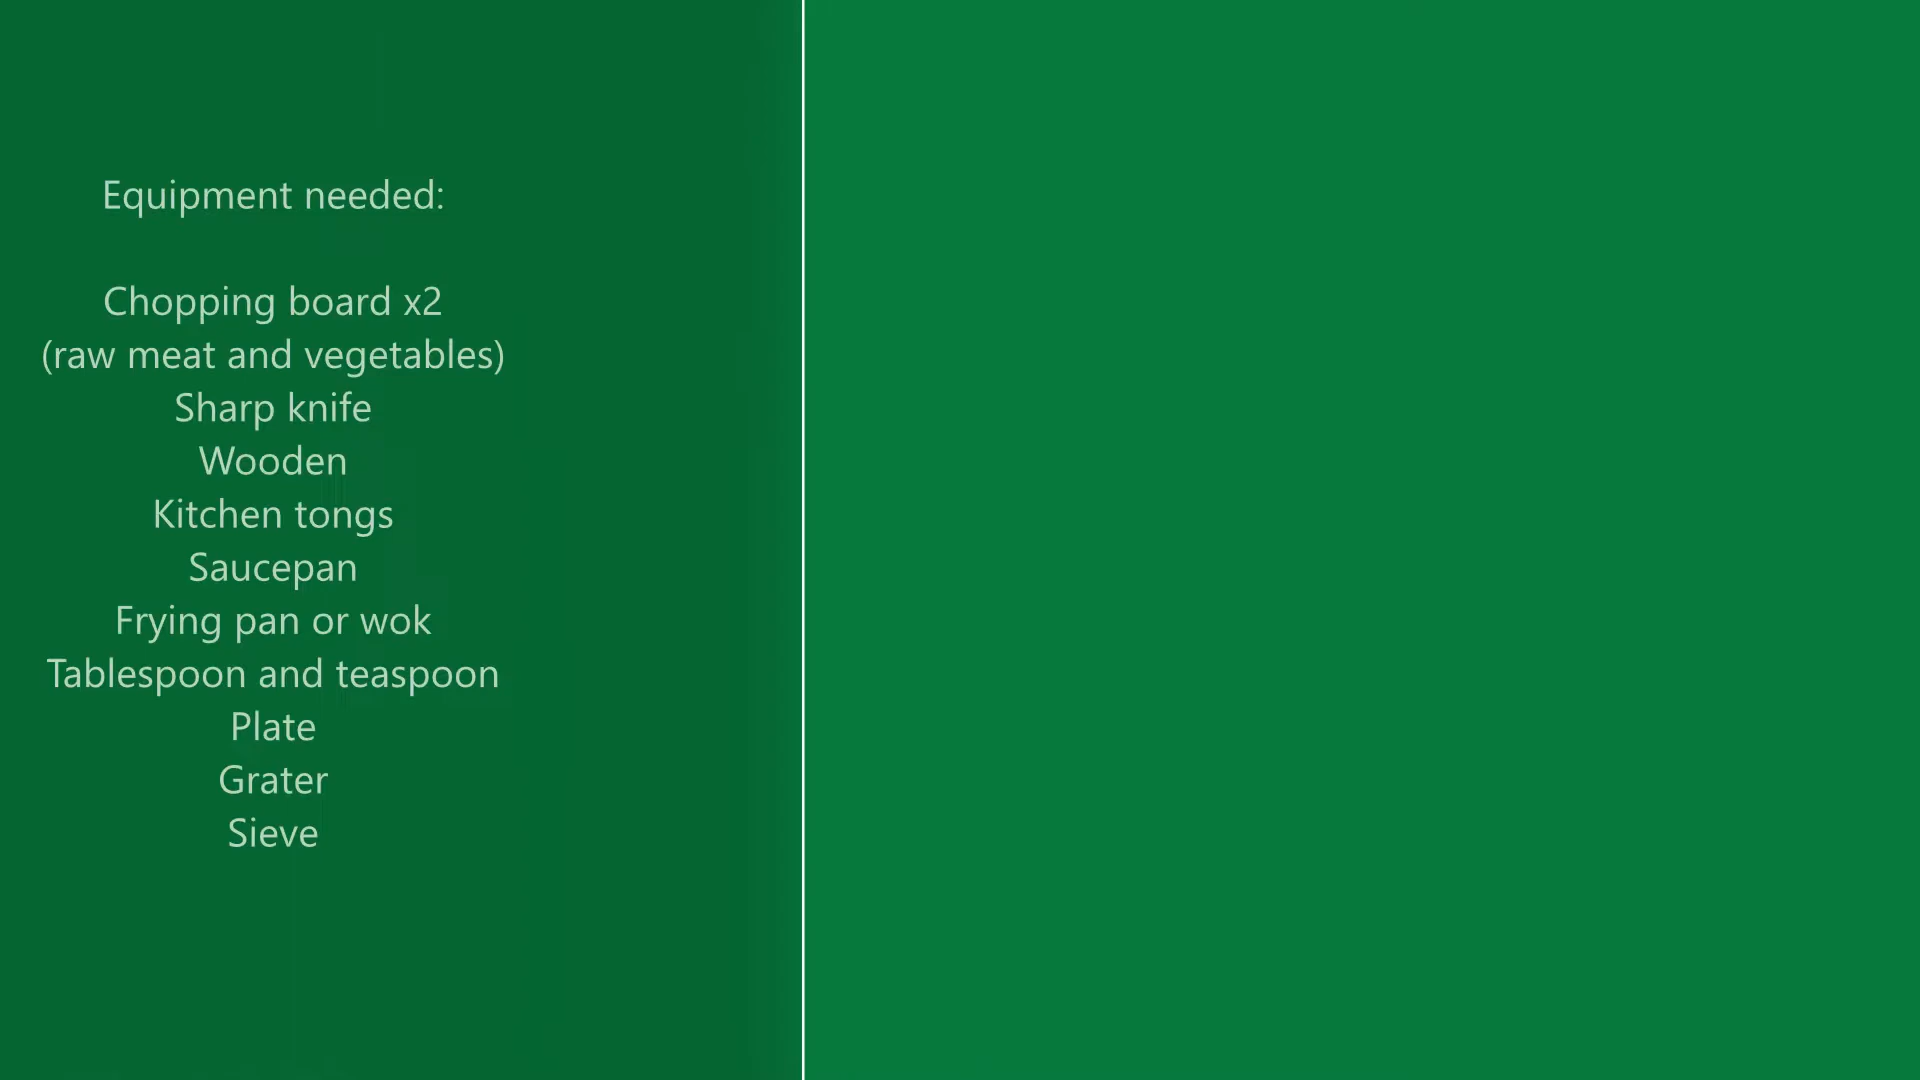 Equipment needed:
Chopping board x2
(raw meat and vegetables)
Sharp knife
Wooden
Kitchen tongs
Saucepan
Frying pan or wok
Tablespoon and teaspoon
Plate
Grater
Sieve